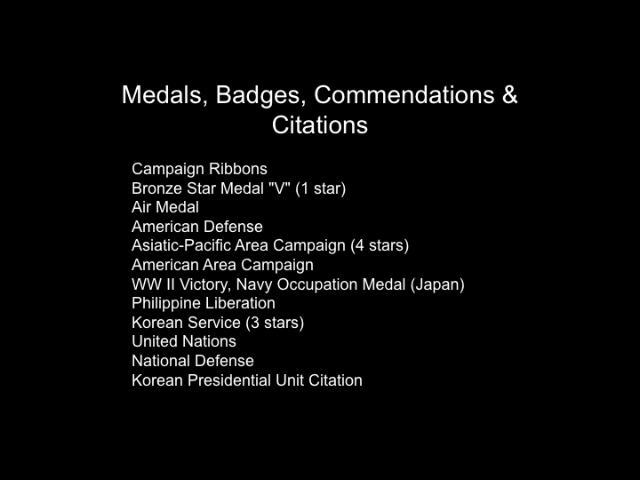 Medals, Badges, Commendations &
Citations
Campaign Ribbons
Bronze Star Medal "V" (1 star)
Air Medal
American Defense
Asiatic-Pacific Area Campaign (4 stars)
American Area Campaign
WW II Victory, Navy Occupation Medal (Japan)
Philippine Liberation
Korean Service (3 stars)
United Nations
National Defense
Korean Presidential Unit Citation